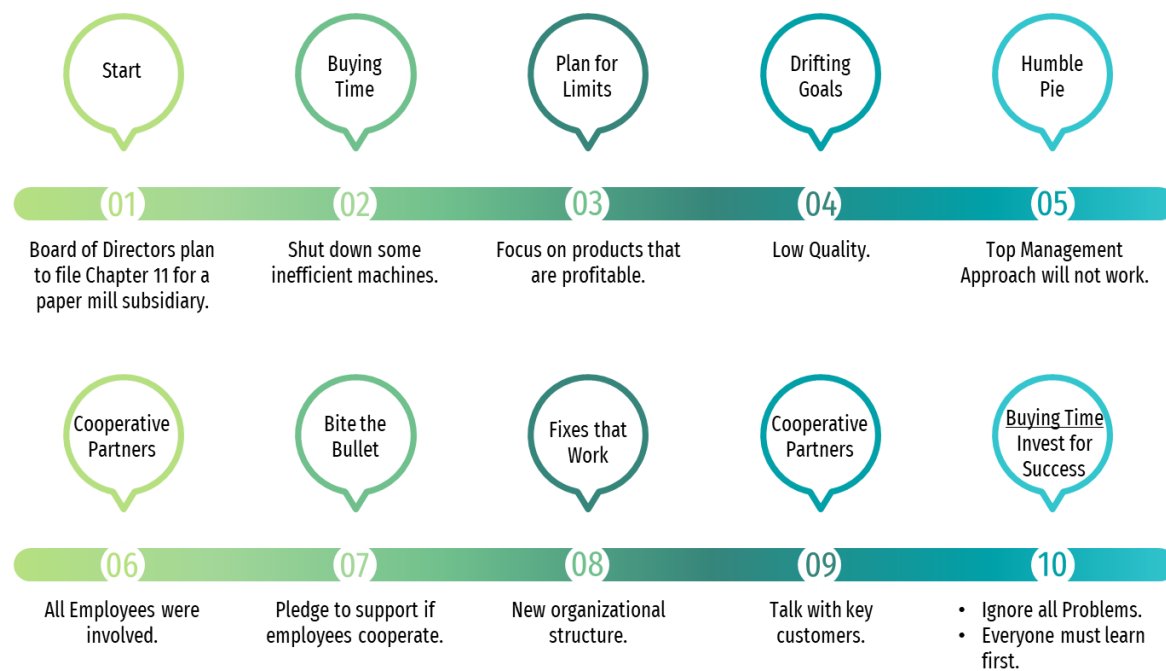 Start
Buying
Time
Plan for
Limits
Drifting
Goals
Humble
Pie
01
02
03
04
05
Board of Directors plan
to file Chapter 11 for a
paper mill subsidiary.
Shut down some
inefficient machines.
Focus on products that
are profitable.
Low Quality.
Top Management
Approach will not work.
Cooperative
Partners
Bite the
Bullet
Fixes that
Work
Cooperative
Partners
Buying Time
Invest for
Success
06
07
08
09
10
All Employees were
involved.
Pledge to support if
employees cooperate.
New organizational
structure.
Talk with key
customers.
• Ignore all Problems.
• Everyone must learn
first.